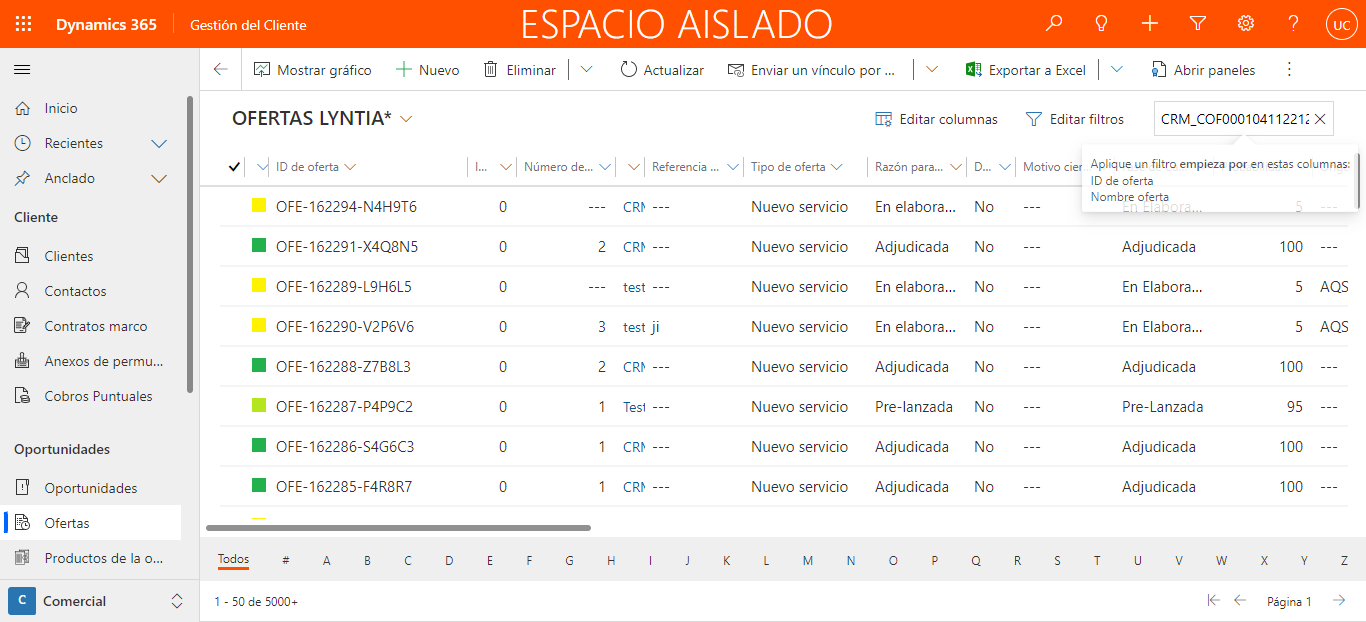 Dynamics 365 Gestión del Cliente ESPACIO AISLADO ? UC
Mostrar gráfico Nuevo Eliminar Actualizar Enviar un vínculo por ... Exportar a Excel Abrir paneles
Inicio
Recientes
Anclado
Cliente
Clientes
Contactos
Contratos marco
Anexos de permu...
Cobros Puntuales
Oportunidades
Oportunidades
Ofertas
Productos de la o...
C Comercial
OFERTAS LYNTIA* Editar columnas Editar filtros CRM_COF000104112212
Aplique un filtro empieza por en estas columnas:
ID de oferta
Nombre oferta
ID de oferta I... Número de... Referencia ... Tipo de oferta Razón para... D... Motivo cier
OFE-162294-N4H9T6 0 --- CRM --- Nuevo servicio En elabora... No --- En Elabora... 5 ---
OFE-162291-X4Q8N5 0 2 CRM --- Nuevo servicio Adjudicada No --- Adjudicada 100 ---
OFE-162289-L9H6L5 0 --- test --- Nuevo servicio En elabora... No --- En Elabora... 5 AQS
OFE-162290-V2P6V6 0 3 test ji Nuevo servicio En elabora... No --- En Elabora... 5 AQS
OFE-162288-Z7B8L3 0 2 CRM --- Nuevo servicio Adjudicada No --- Adjudicada 100 ---
OFE-162287-P4P9C2 0 1 Test --- Nuevo servicio Pre-lanzada No --- Pre-Lanzada 95 ---
OFE-162286-S4G6C3 0 1 CRM --- Nuevo servicio Adjudicada No --- Adjudicada 100 ---
OFE-162285-F4R8R7 0 1 CRM --- Nuevo servicio Adjudicada No --- Adjudicada 100 ---
Todos # A B C D E F G H I J K L M N O P Q R S T U V W X Y Z
1 - 50 de 5000+ Página 1